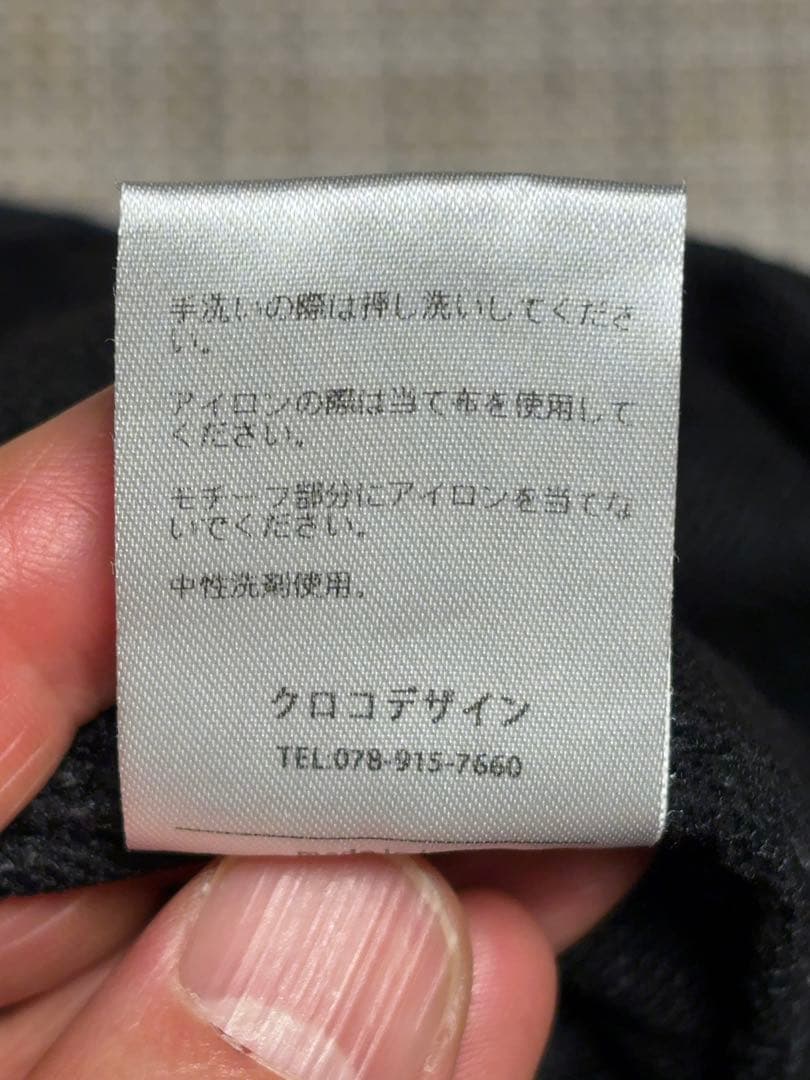 手洗いの際は押し洗いしてくださ
い。
アイロンの際は当て布を使用して
ください。
モチーフ部分にアイロンを当てな
いでください。
中性洗剤使用。
クロコデザイン
TEL:078-915-7660